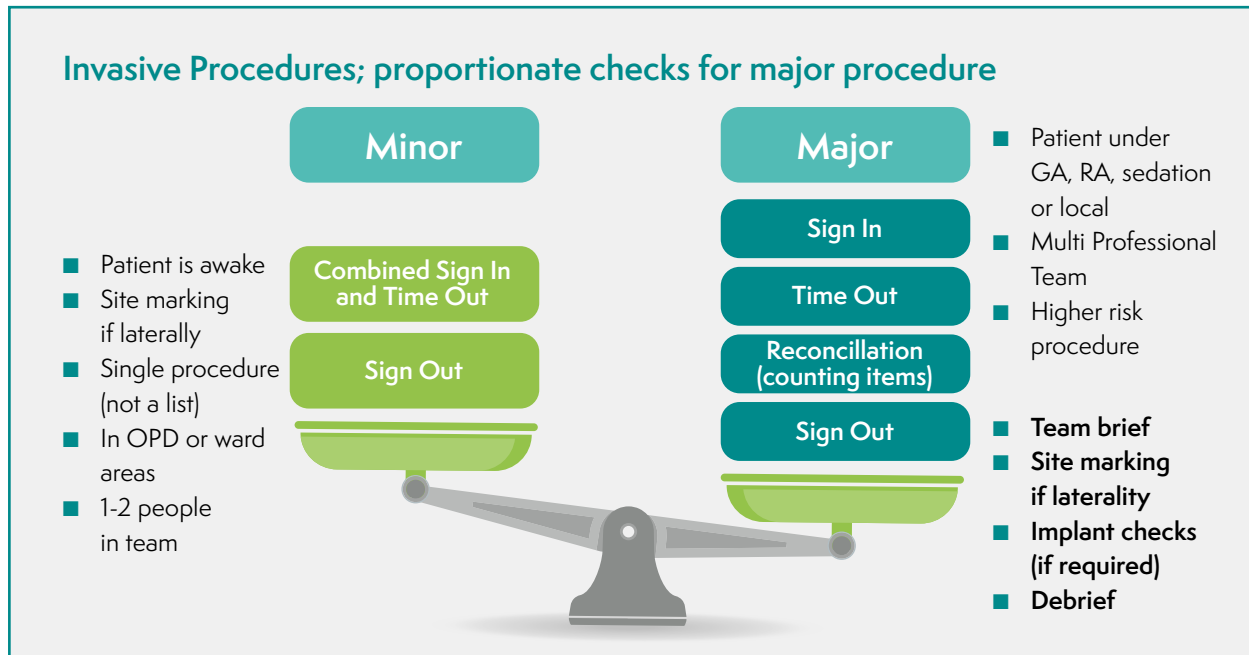 Invasive Procedures; proportionate checks for major procedure
Minor
Combined Sign In
and Time Out
Sign Out
■ Patient is awake
■ Site marking
if laterally
■ Single procedure
(not a list)
■ In OPD or ward
areas
■ 1-2 people
in team
Major
Sign In
Time Out
Reconcillation
(counting items)
Sign Out
■ Patient under
GA, RA, sedation
or local
■ Multi Professional
Team
■ Higher risk
procedure
■ Team brief
■ Site marking
if laterality
■ Implant checks
(if required)
■ Debrief